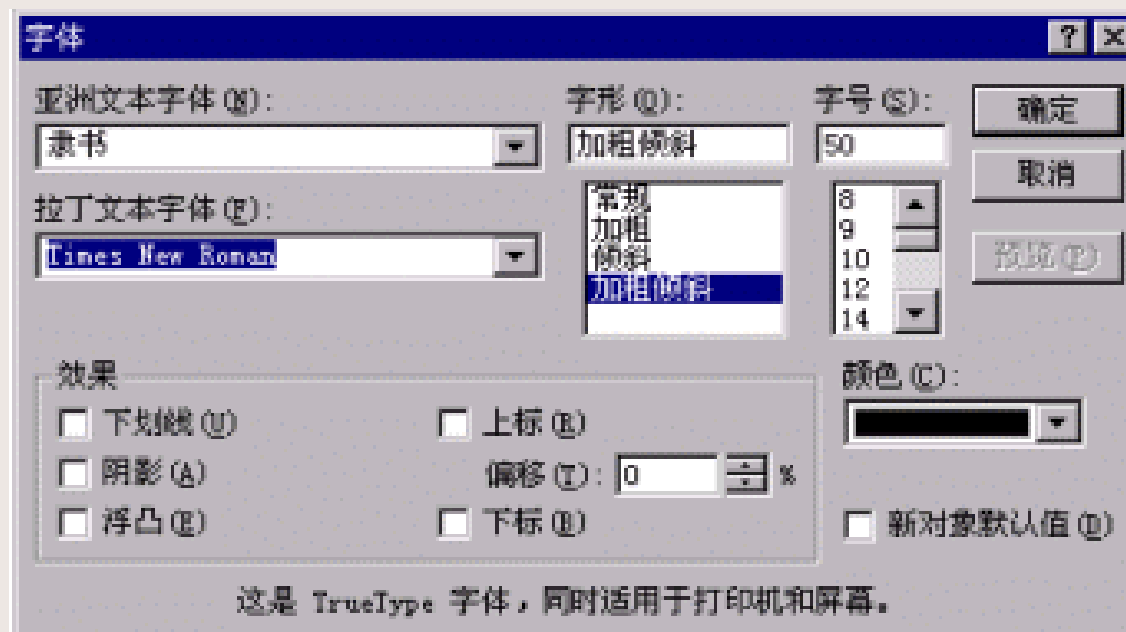 字体
亚洲文本字体(N):
隶书
拉丁文本字体(F):
Times New Roman
字形(O):
加粗倾斜
常规
加粗
倾斜
加粗倾斜
字号(S):
50
8
9
10
12
14
确定
取消
预览(P)
效果
下划线(U)
阴影(A)
浮凸(E)
上标(R)
偏移(T): 0 %
下标(B)
颜色(C):
新对象默认值(D)
这是 TrueType 字体，同时适用于打印机和屏幕。